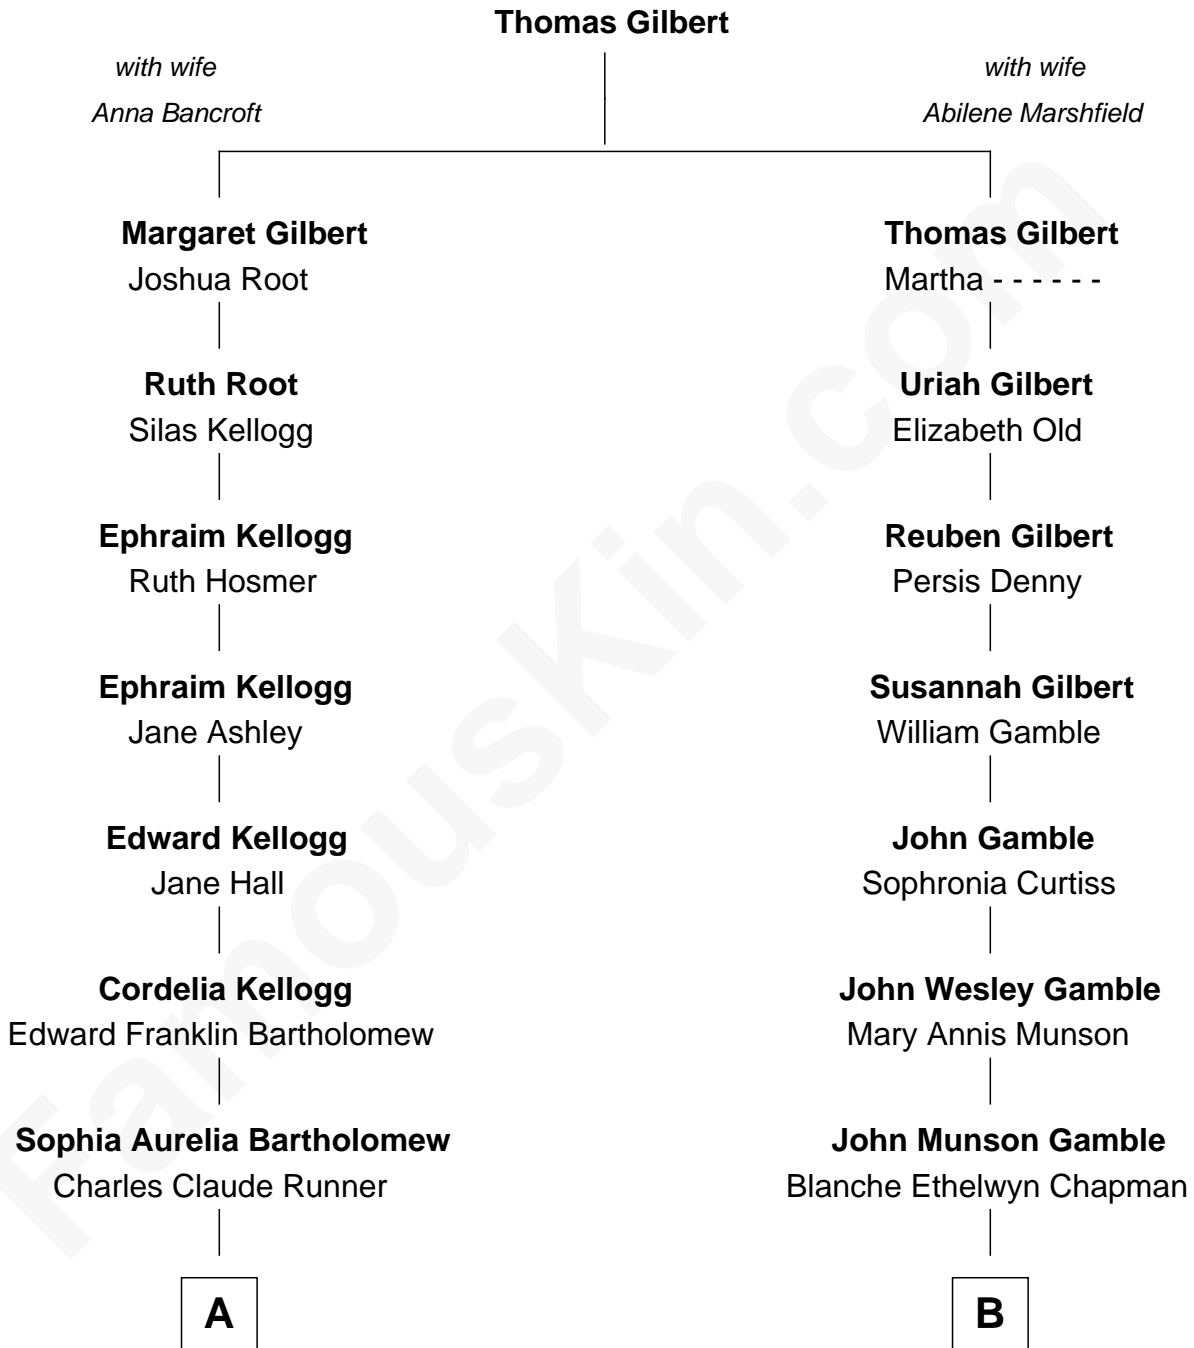 Thomas Gilbert
with wife
Anna Bancroft
with wife
Abilene Marshfield
Margaret Gilbert
Joshua Root
Thomas Gilbert
Martha - - - - - -
Ruth Root
Silas Kellogg
Uriah Gilbert
Elizabeth Old
Ephraim Kellogg
Ruth Hosmer
Reuben Gilbert
Persis Denny
Ephraim Kellogg
Jane Ashley
Susannah Gilbert
William Gamble
Edward Kellogg
Jane Hall
John Gamble
Sophronia Curtiss
Cordelia Kellogg
Edward Franklin Bartholomew
John Wesley Gamble
Mary Annis Munson
Sophia Aurelia Bartholomew
Charles Claude Runner
John Munson Gamble
Blanche Ethelwyn Chapman
A
B
FamousKin.com